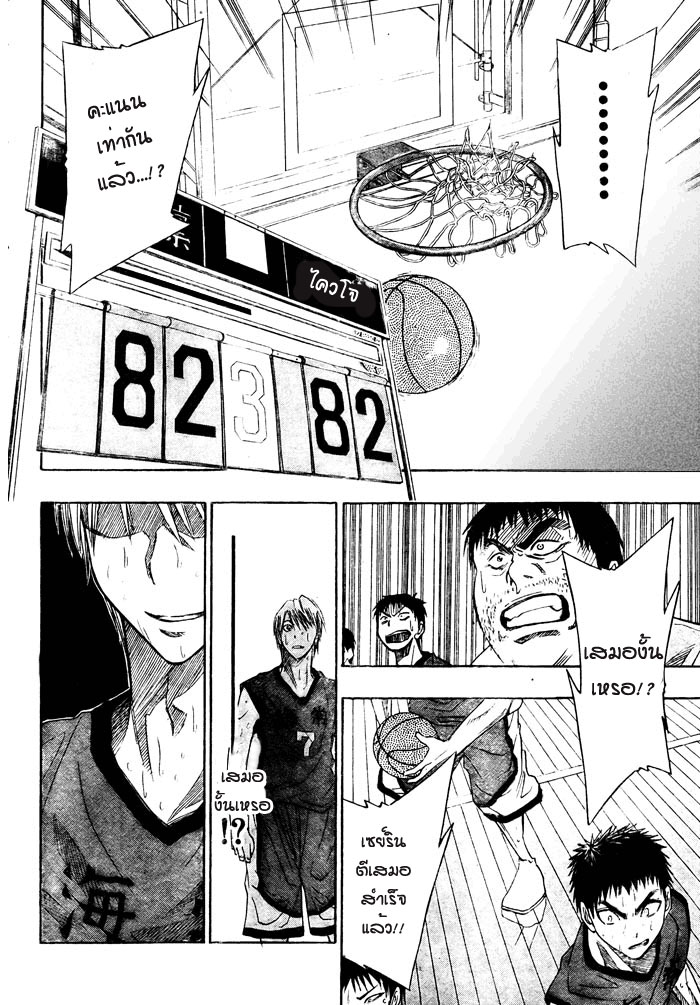 คะแนน
เท่ากัน
แล้ว...!?
ไคโจ
82
3
82
เสมองั้น
เหรอ!?
7
เสมอ
งั้นเหรอ
!?
เซย์ริน
ตีเสมอ
สำเร็จ
แล้ว!!
海